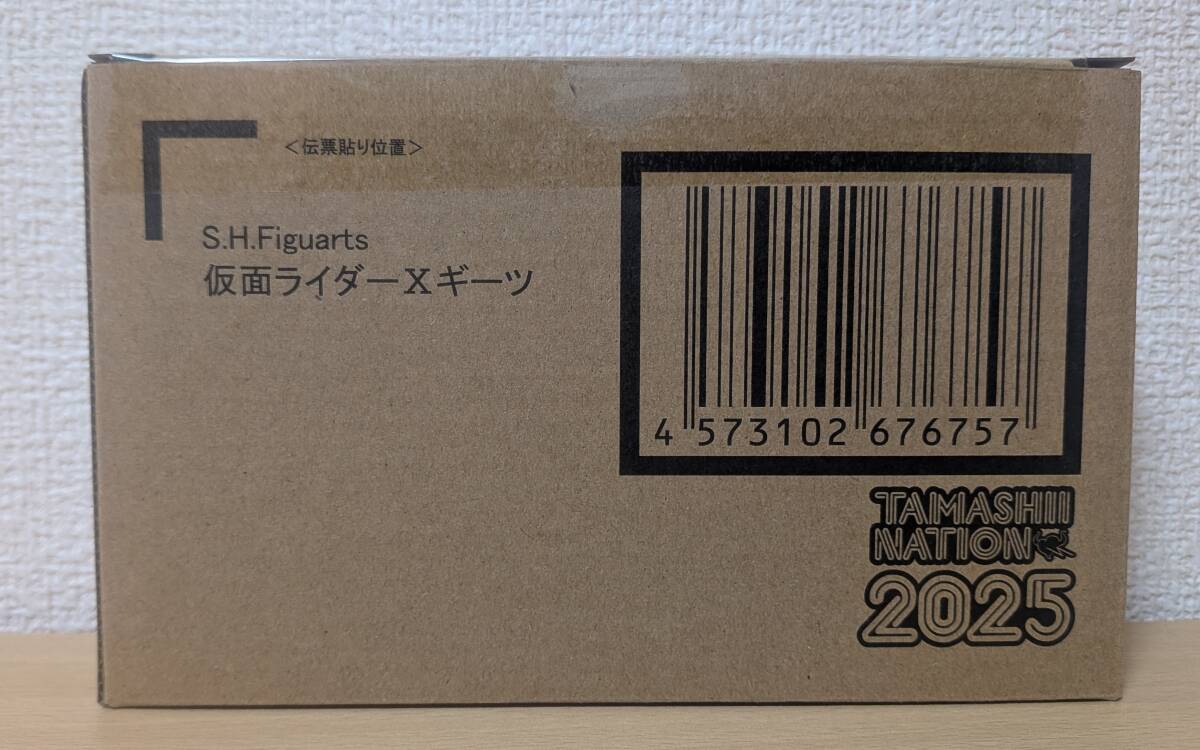 <伝票貼り位置>
S.H.Figuarts
仮面ライダーXギーツ
4 573102 676757
TAMASHII
NATION
2025